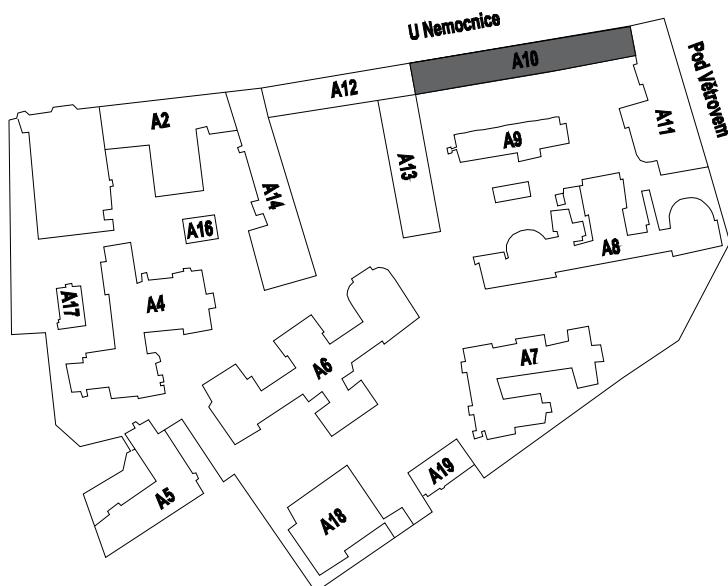 U Nemocnice
Pod Větrovem
A10
A12
A2
A11
A9
A13
A14
A16
A8
A17
A4
A7
A6
A19
A5
A18